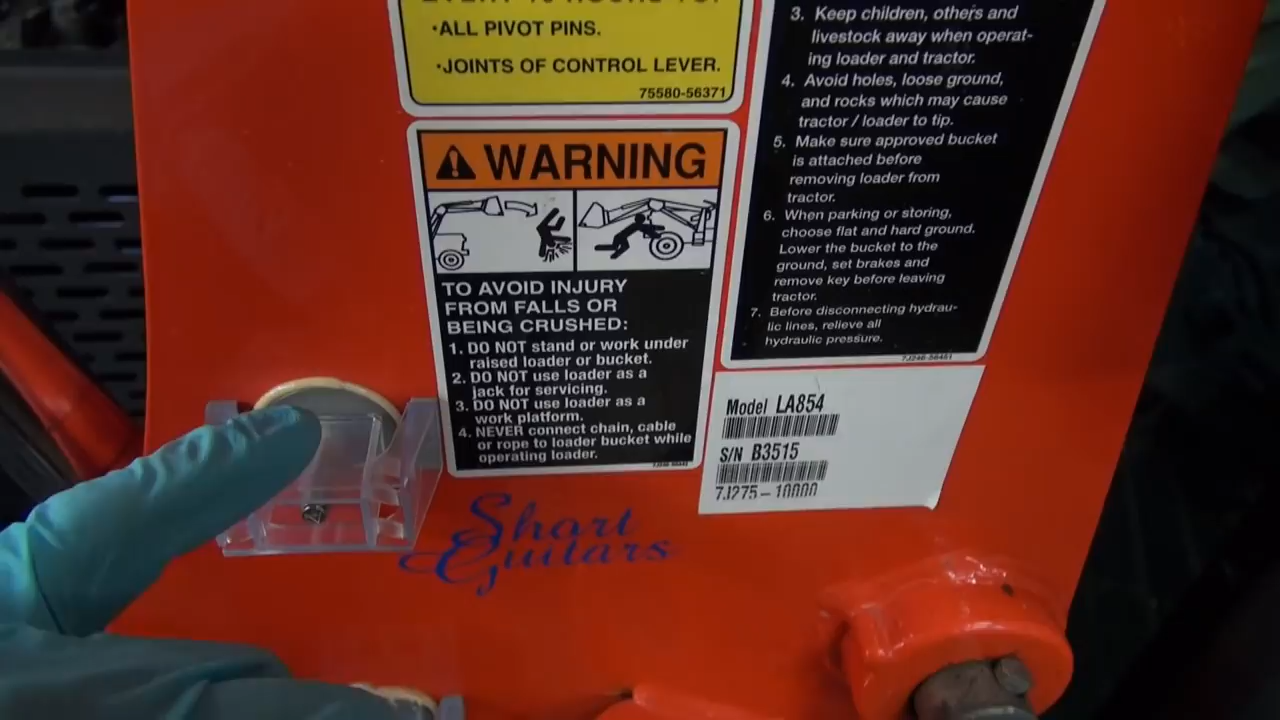 EVERY 10 HOURS TO:
•ALL PIVOT PINS.
•JOINTS OF CONTROL LEVER.
75580-56371
WARNING
TO AVOID INJURY
FROM FALLS OR
BEING CRUSHED:
1. DO NOT stand or work under
raised loader or bucket.
2. DO NOT use loader as a
jack for servicing.
3. DO NOT use loader as a
work platform.
4. NEVER connect chain, cable
or rope to loader bucket while
operating loader.
3. Keep children, others and
livestock away when operat-
ing loader and tractor.
4. Avoid holes, loose ground,
and rocks which may cause
tractor / loader to tip.
5. Make sure approved bucket
is attached before
removing loader from
tractor.
6. When parking or storing,
choose flat and hard ground.
Lower the bucket to the
ground, set brakes and
remove key before leaving
tractor.
7. Before disconnecting hydrau-
lic lines, relieve all
hydraulic pressure.
Model LA854
S/N B3515
7J275-10000
Short
Guitars